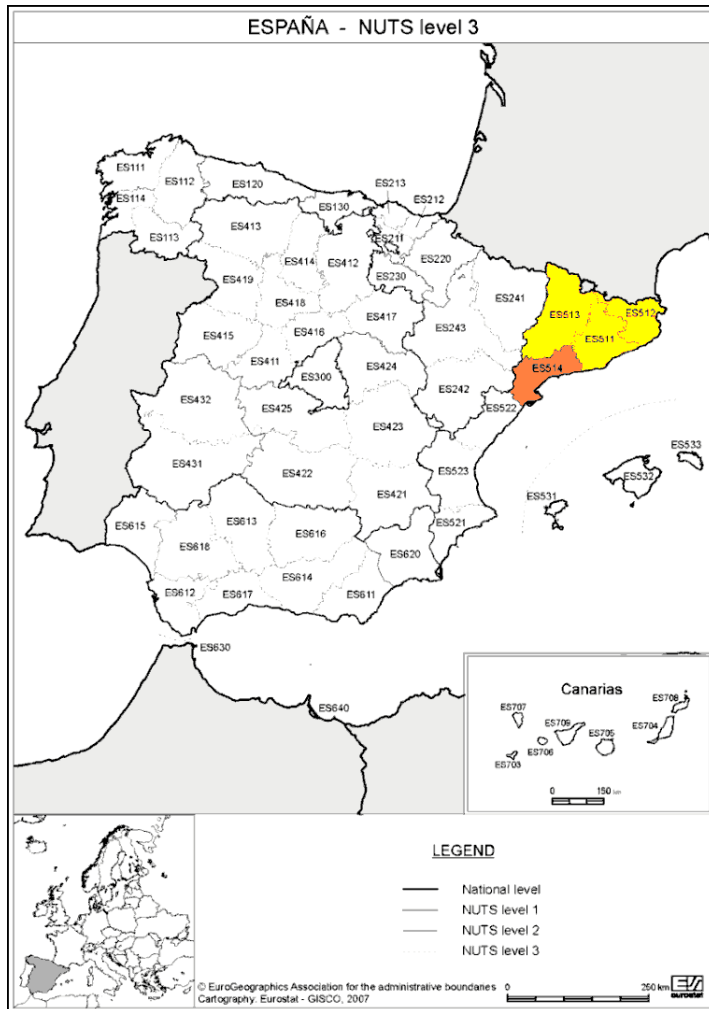 ESPAÑA - NUTS level 3
ES111
ES112
ES120
ES130
ES213
ES212
ES114
ES113
ES413
ES414
ES412
ES211
ES220
ES230
ES241
ES513
ES512
ES511
ES514
ES419
ES418
ES417
ES243
ES415
ES416
ES411
ES300
ES424
ES242
ES522
ES432
ES425
ES423
ES431
ES422
ES523
ES421
ES521
ES531
ES532
ES533
ES615
ES618
ES613
ES616
ES620
ES614
ES612
ES617
ES611
ES630
ES640
Canarias
ES707
ES708
ES709
ES706
ES705
ES704
ES703
0 150 km
LEGEND
National level
NUTS level 1
NUTS level 2
NUTS level 3
© EuroGeographics Association for the administrative boundaries
Cartography: Eurostat - GISCO, 2007
0 250 km
eurostat